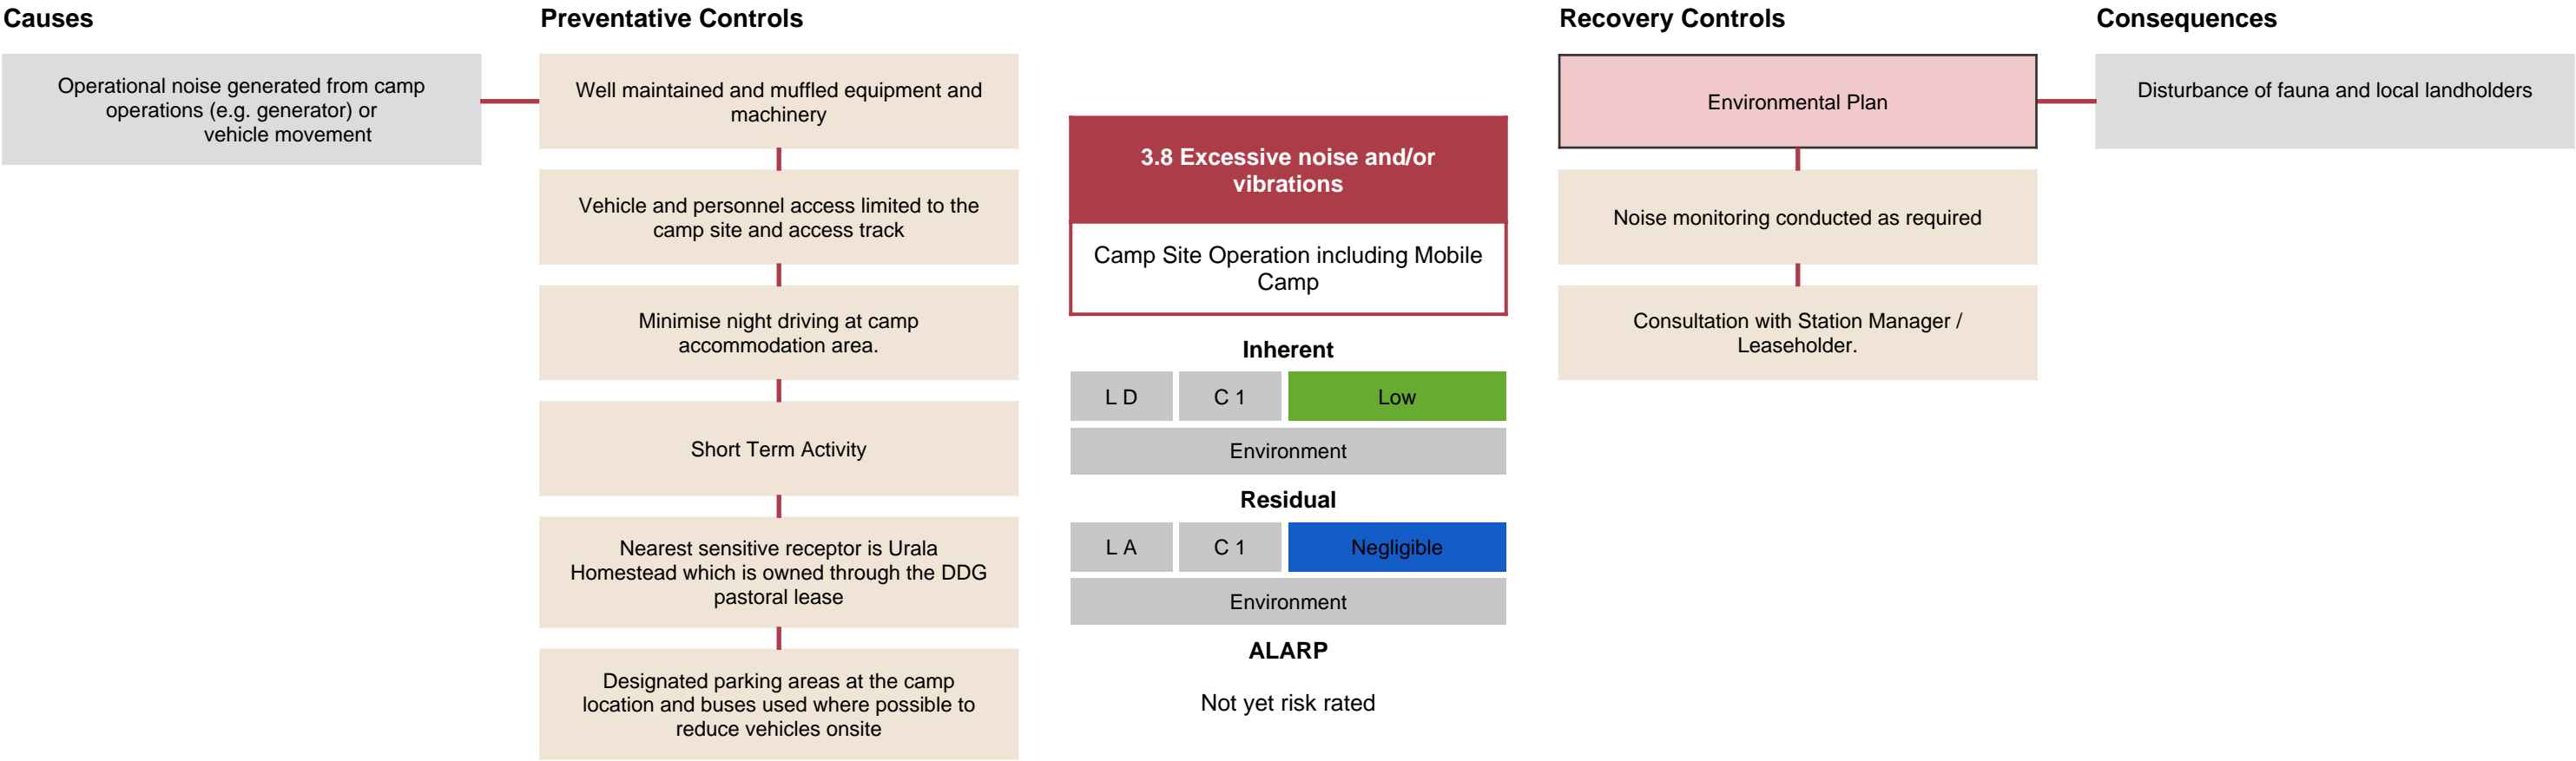 Causes
Preventative Controls
Recovery Controls
Consequences
Operational noise generated from camp
operations (e.g. generator) or
vehicle movement
Well maintained and muffled equipment and
machinery
Vehicle and personnel access limited to the
camp site and access track
Minimise night driving at camp
accommodation area.
Short Term Activity
Nearest sensitive receptor is Urala
Homestead which is owned through the DDG
pastoral lease
Designated parking areas at the camp
location and buses used where possible to
reduce vehicles onsite
3.8 Excessive noise and/or
vibrations
Camp Site Operation including Mobile
Camp
Inherent
L D
C 1
Low
Environment
Residual
L A
C 1
Negligible
Environment
ALARP
Not yet risk rated
Environmental Plan
Noise monitoring conducted as required
Consultation with Station Manager /
Leaseholder.
Disturbance of fauna and local landholders